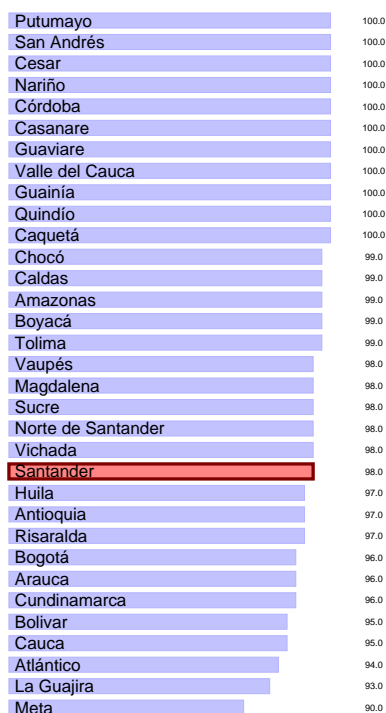 Putumayo 100.0
San Andrés 100.0
Cesar 100.0
Nariño 100.0
Córdoba 100.0
Casanare 100.0
Guaviare 100.0
Valle del Cauca 100.0
Guainía 100.0
Quindío 100.0
Caquetá 100.0
Chocó 99.0
Caldas 99.0
Amazonas 99.0
Boyacá 99.0
Tolima 99.0
Vaupés 98.0
Magdalena 98.0
Sucre 98.0
Norte de Santander 98.0
Vichada 98.0
Santander 98.0
Huila 97.0
Antioquia 97.0
Risaralda 97.0
Bogotá 96.0
Arauca 96.0
Cundinamarca 96.0
Bolivar 95.0
Cauca 95.0
Atlántico 94.0
La Guajira 93.0
Meta 90.0